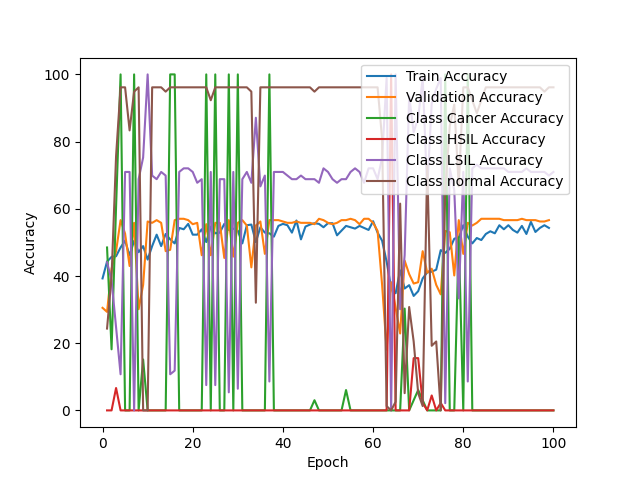 Train Accuracy
Validation Accuracy
Class Cancer Accuracy
Class HSIL Accuracy
Class LSIL Accuracy
Class normal Accuracy
Accuracy
100
80
60
40
20
0
0 20 40 60 80 100
Epoch